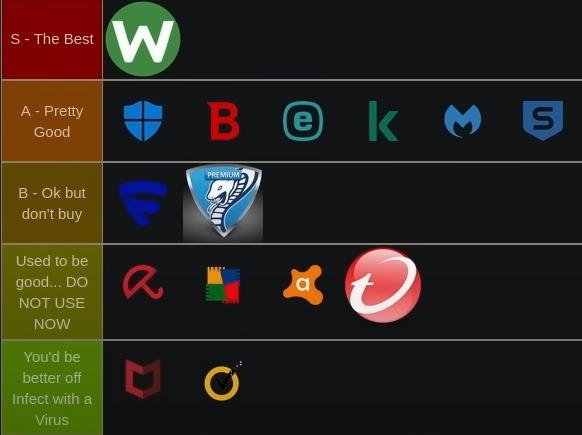 S - The Best
W
A - Pretty
Good
B
e
k
S
B - Ok but
don't buy
PREMIUM
Used to be
good... DO
NOT USE
NOW
a
You'd be
better off
Infect with a
Virus